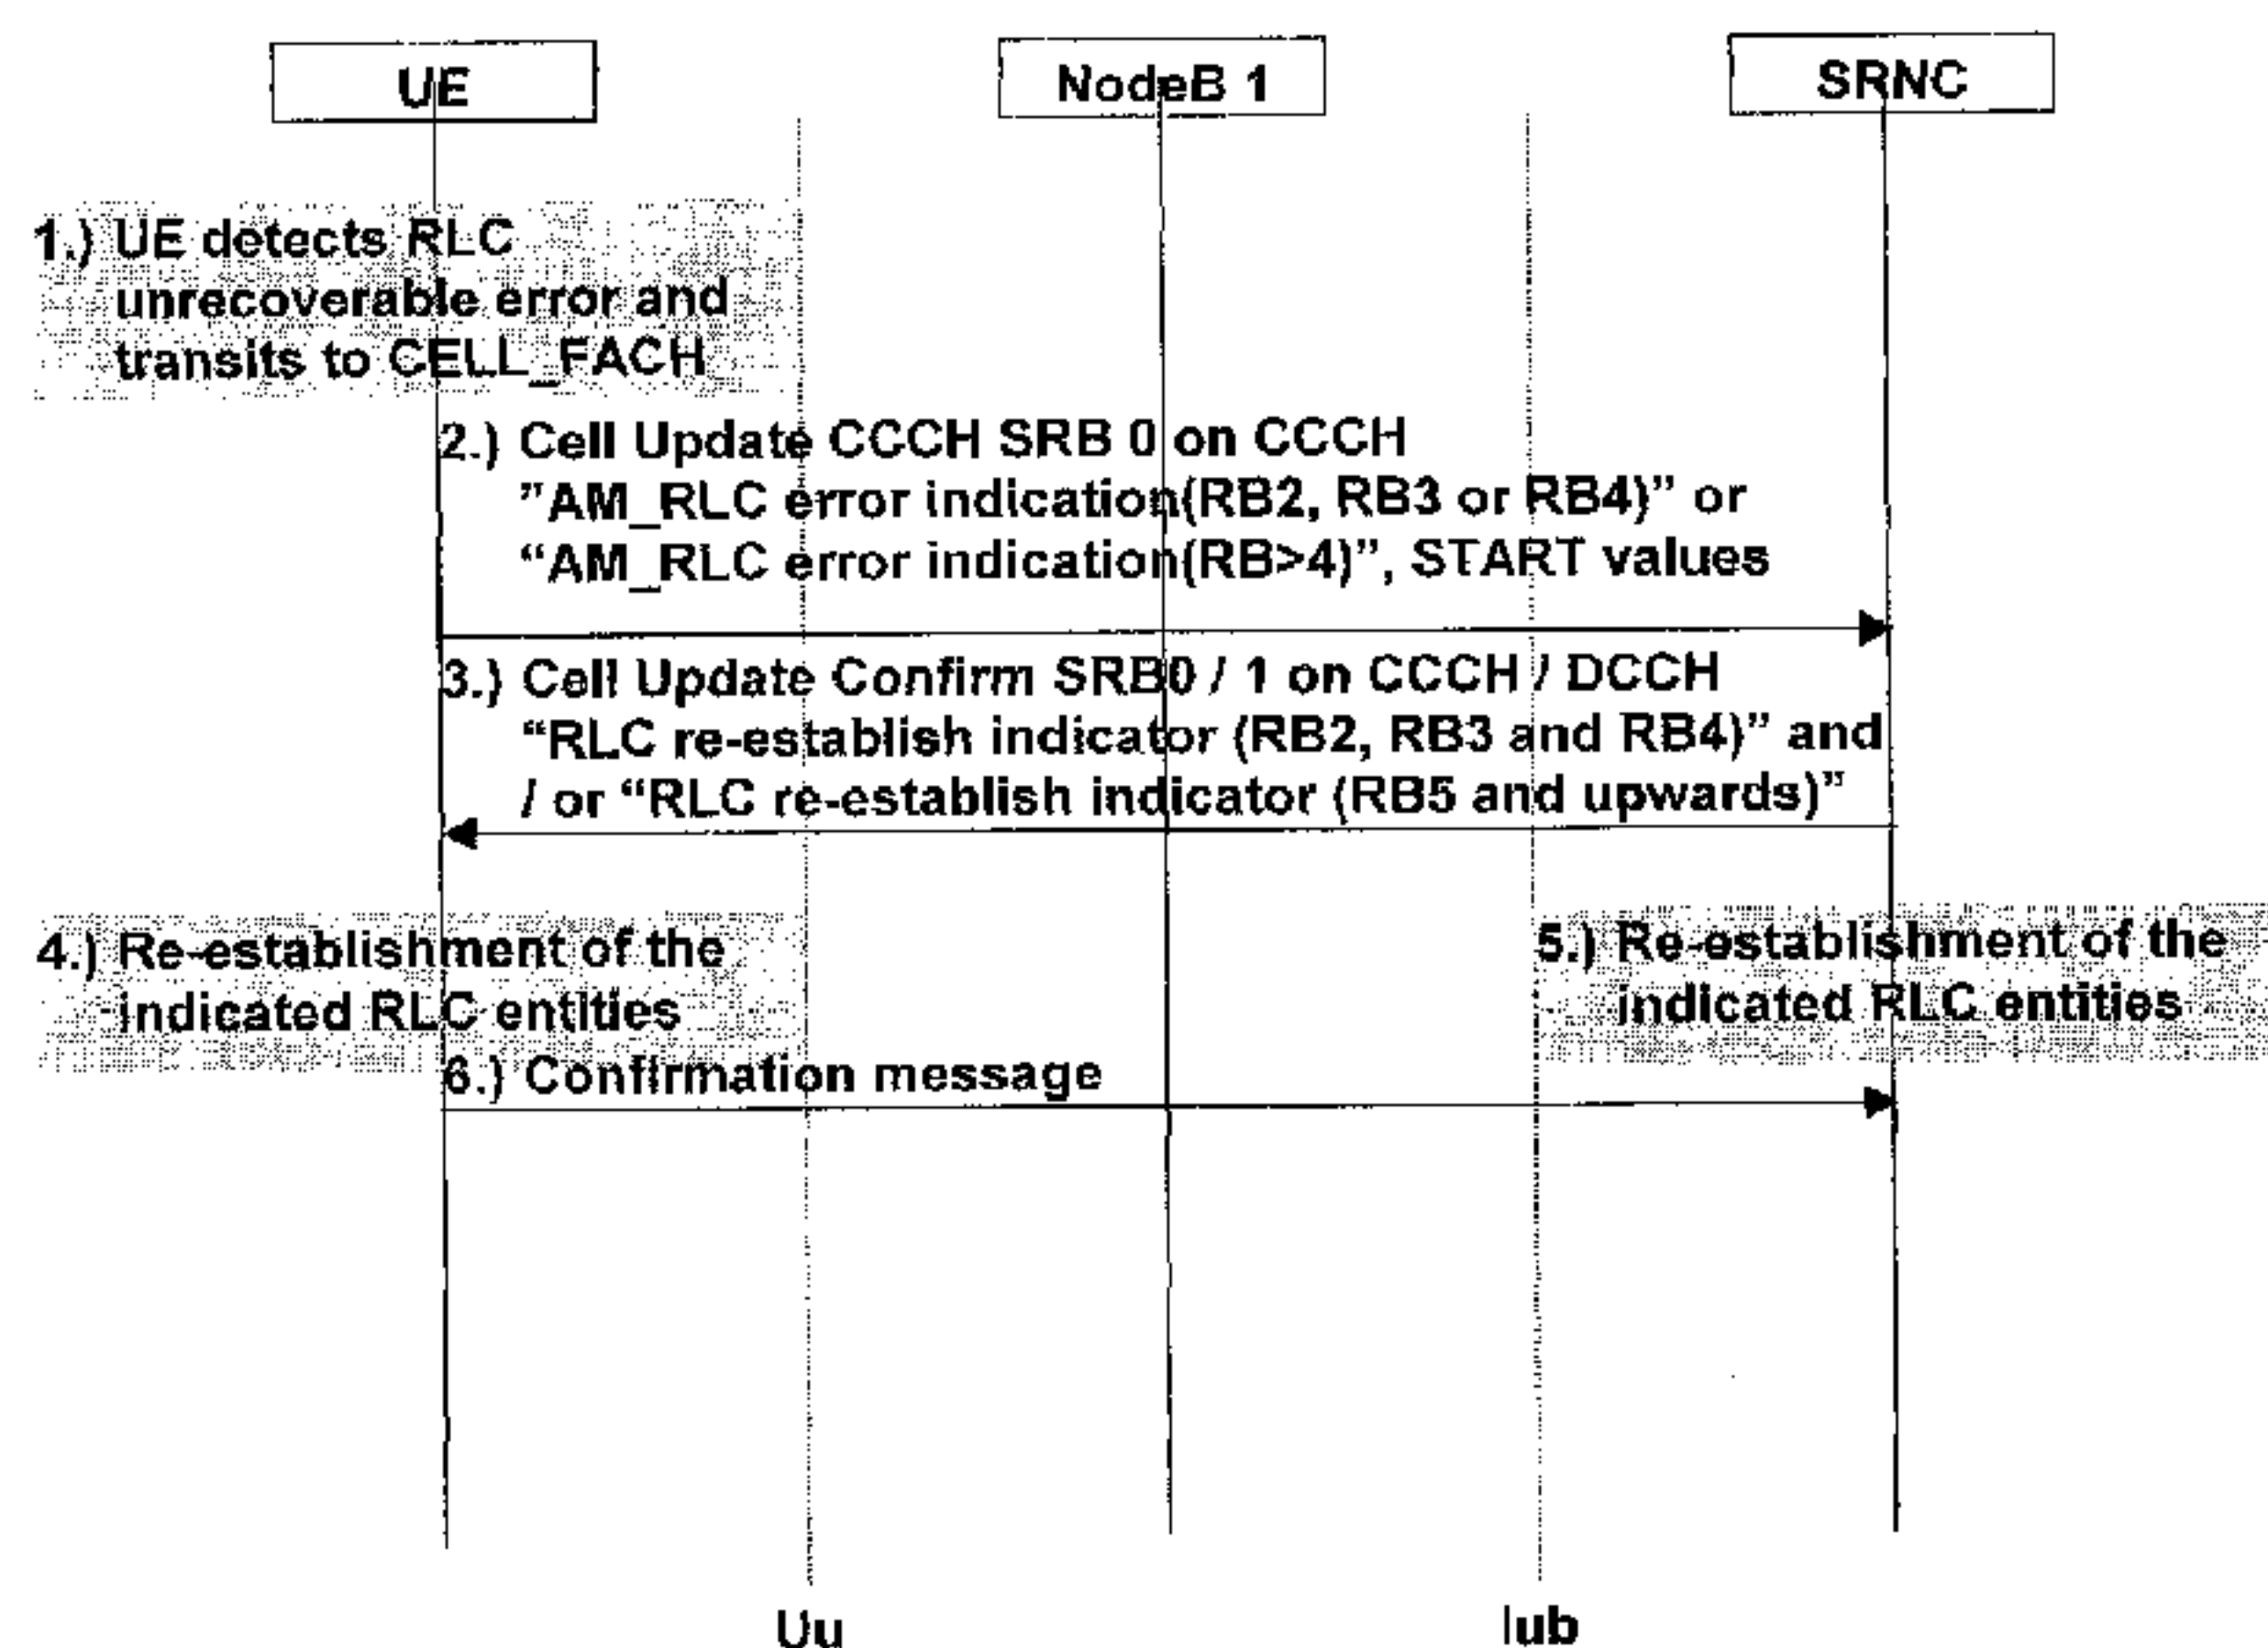 UE
NodeB 1
SRNC
1.) UE detects RLC
unrecoverable error and
transits to CELL_FACH
2.) Cell Update CCCH SRB 0 on CCCH
”AM_RLC error indication(RB2, RB3 or RB4)” or
“AM_RLC error indication(RB>4)”, START values
3.) Cell Update Confirm SRB0 / 1 on CCCH / DCCH
“RLC re-establish indicator (RB2, RB3 and RB4)” and
/ or “RLC re-establish indicator (RB5 and upwards)”
4.) Re-establishment of the
indicated RLC entities
5.) Re-establishment of the
indicated RLC entities
6.) Confirmation message
Uu
Iub